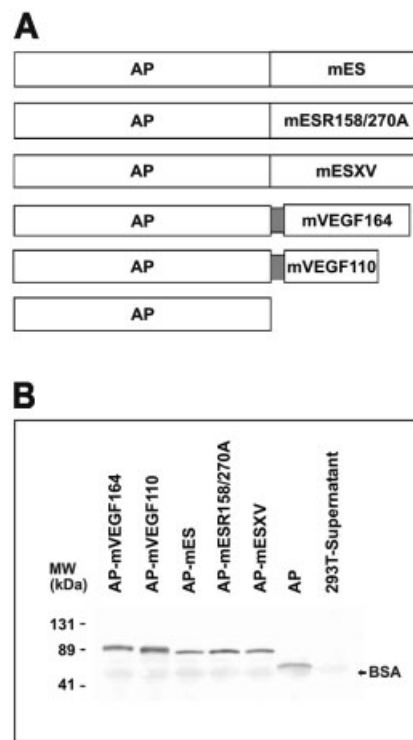 A
AP mES
AP mESR158/270A
AP mESXV
AP mVEGF164
AP mVEGF110
AP
B
MW
(kDa)
AP-mVEGF164
AP-mVEGF110
AP-mES
AP-mESR158/270A
AP-mESXV
AP
293T-Supernatant
131 -
89 -
41 -
BSA